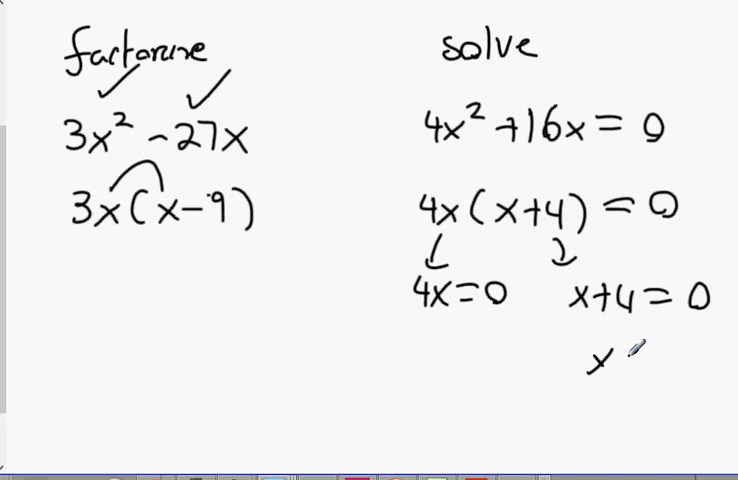 factorise
3x² - 27x
3x(x-9)
solve
4x² + 16x = 0
4x(x+4) = 0
4x=0 x+4=0
x